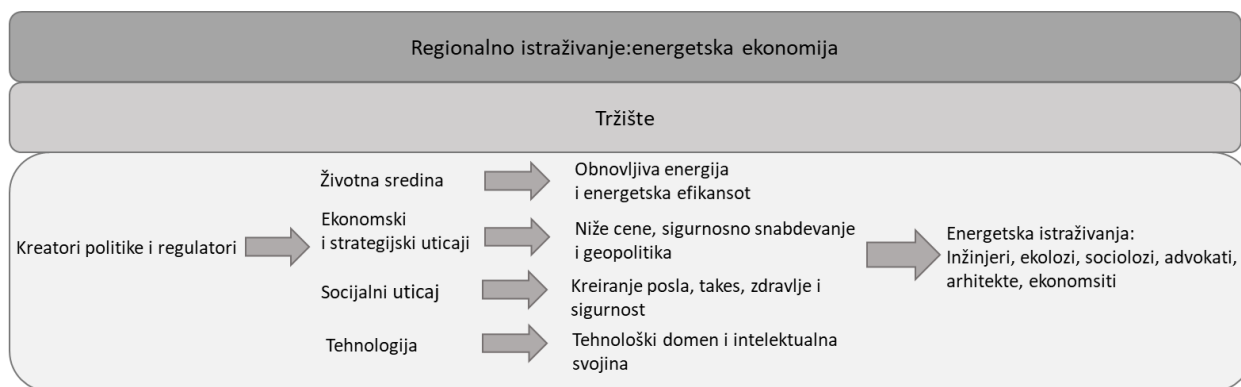 Regionalno istraživanje:energetska ekonomija
Tržište
Kreatori politike i regulatori
Životna sredina
Obnovljiva energija
i energetska efikansot
Ekonomski
i strategijski uticaji
Niže cene, sigurnosno snabdevanje
i geopolitika
Socijalni uticaj
Kreiranje posla, takes, zdravlje i
sigurnost
Tehnologija
Tehnološki domen i intelektualna
svojina
Energetska istraživanja:
Inžinjeri, ekolozi, sociolozi, advokati,
arhitekte, ekonomsiti